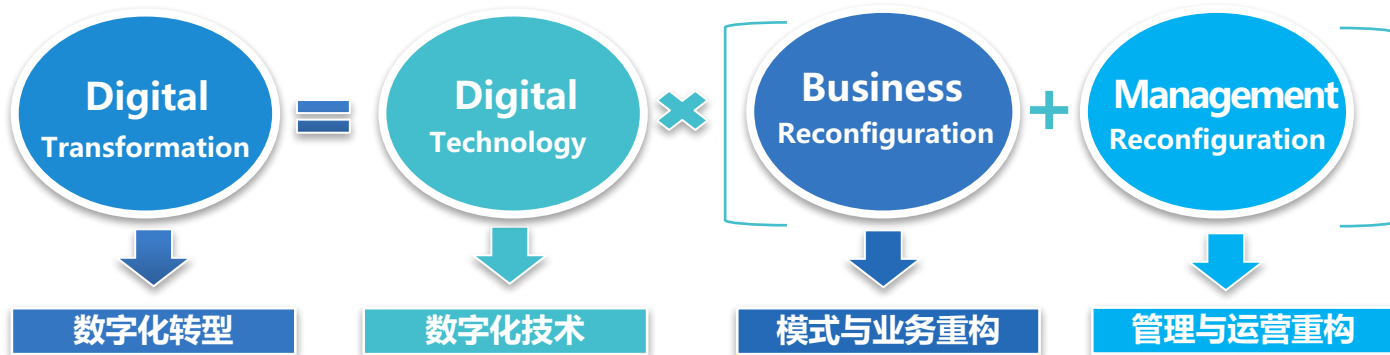 Digital
Transformation
=
Digital
Technology
×
Business
Reconfiguration
+
Management
Reconfiguration
数字化转型
数字化技术
模式与业务重构
管理与运营重构